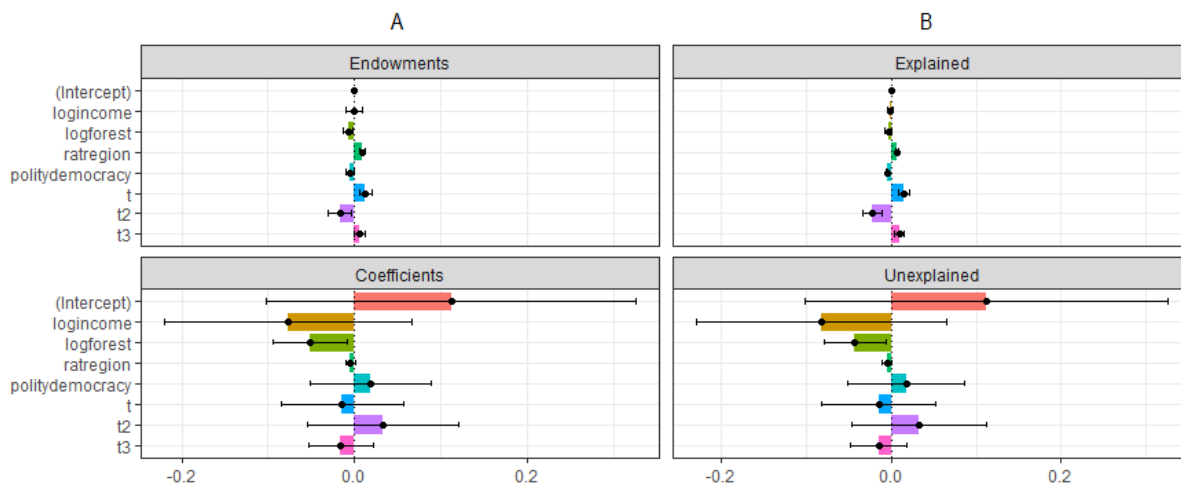 A B
Endowments Explained
(Intercept)
logincome
logforest
ratregion
politydemocracy
t
t2
t3
Coefficients Unexplained
(Intercept)
logincome
logforest
ratregion
politydemocracy
t
t2
t3
-0.2 0.0 0.2 -0.2 0.0 0.2